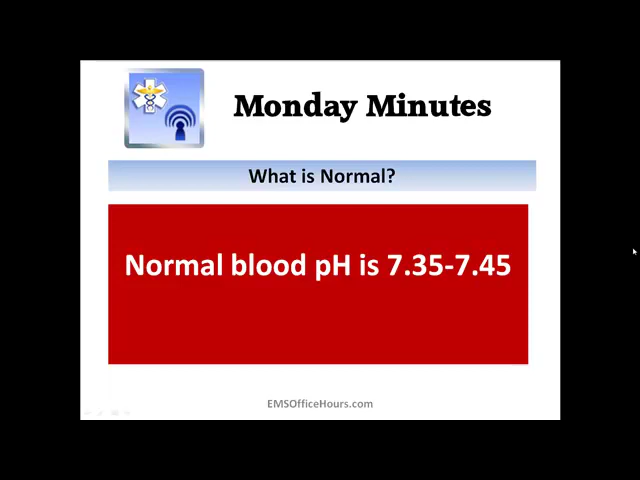 Monday Minutes
What is Normal?
Normal blood pH is 7.35-7.45
EMSOfficeHours.com